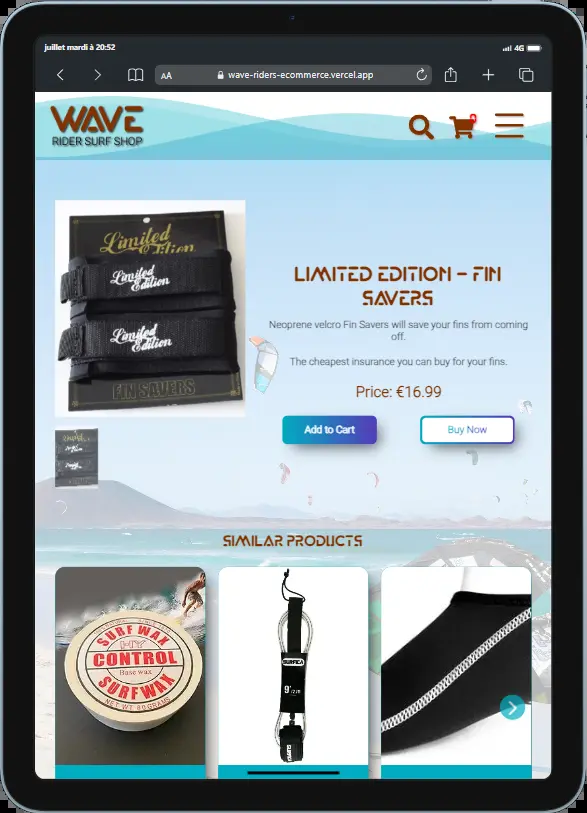 juillet mardi à 20:52
4G
AA
wave-riders-ecommerce.vercel.app
WAVE
RIDER SURF SHOP
0
Limited
Edition
Limited
Edition
Limited
Edition
FIN SAVERS
LIMITED EDITION – FIN
SAVERS
Neoprene velcro Fin Savers will save your fins from coming
off.
The cheapest insurance you can buy for your fins.
Price: €16.99
Add to Cart
Buy Now
SIMILAR PRODUCTS
SURF WAX
CONTROL
Base wax
SURFWAX
NET WT 80 GRAMS
SURFICA
9'